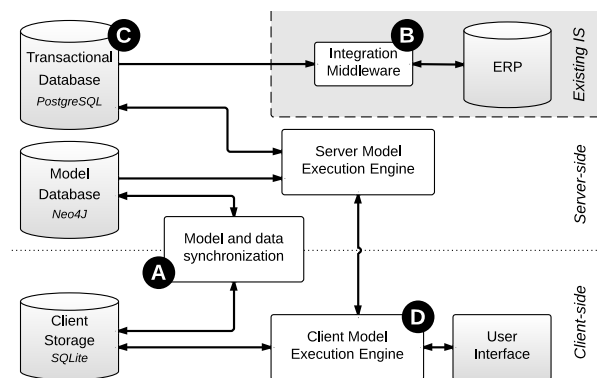 C
Transactional
Database
PostgreSQL
B
Integration
Middleware
ERP
Existing IS
Server Model
Execution Engine
Model
Database
Neo4J
Server-side
Model and data
synchronization
A
Client
Storage
SQLite
D
Client Model
Execution Engine
User
Interface
Client-side